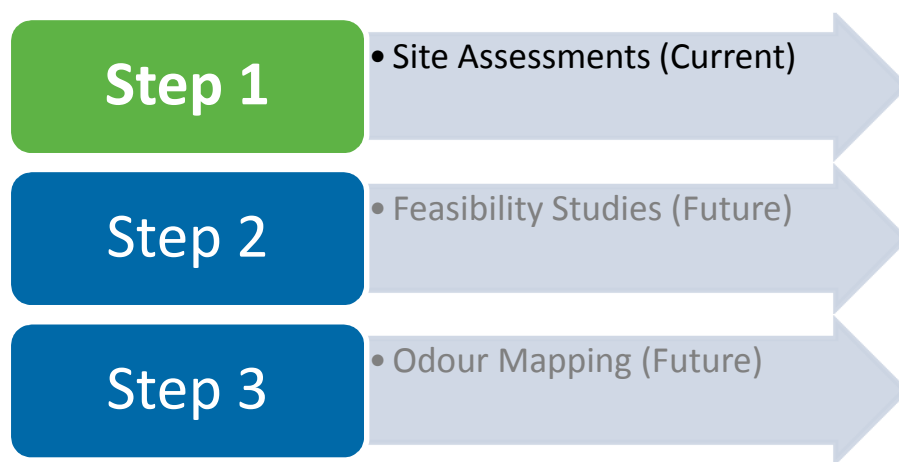 Step 1
• Site Assessments (Current)
Step 2
• Feasibility Studies (Future)
Step 3
• Odour Mapping (Future)